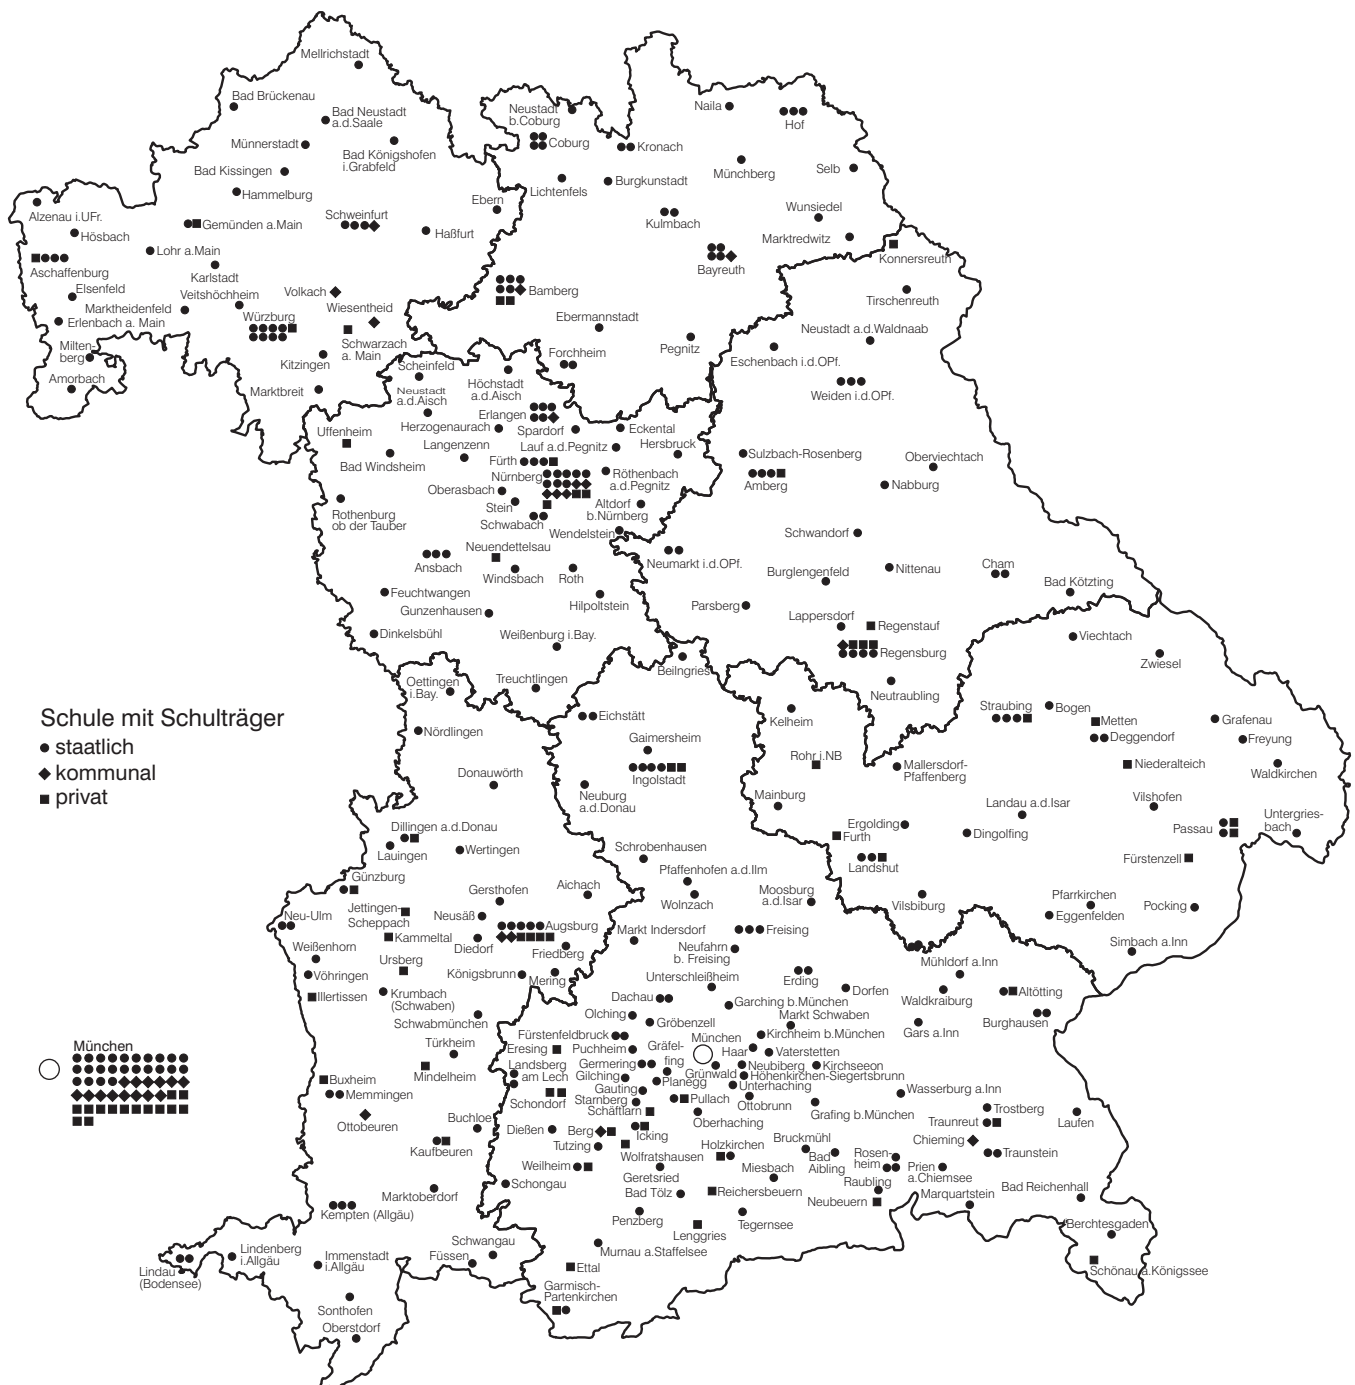 Mellrichstadt
Bad Brückenau
Bad Neustadt
a.d.Saale
Münnerstadt
Bad Königshofen
i.Grabfeld
Bad Kissingen
Hammelburg
Ebern
Alzenau i.UFr.
Hösbach
Gemünden a.Main
Schweinfurt
Haßfurt
Lohr a.Main
Aschaffenburg
Karlstadt
Elsenfeld
Veitshöchheim
Volkach
Marktheidenfeld
Erlenbach a. Main
Würzburg
Wiesentheid
Schwarzach
a. Main
Milten-
berg
Kitzingen
Amorbach
Marktbreit
Neustadt
b.Coburg
Coburg
Kronach
Naila
Hof
Lichtenfels
Burgkunstadt
Münchberg
Selb
Kulmbach
Wunsiedel
Marktredwitz
Bayreuth
Konnersreuth
Bamberg
Tirschenreuth
Ebermannstadt
Neustadt a.d.Waldnaab
Pegnitz
Eschenbach i.d.OPf.
Forchheim
Weiden i.d.OPf.
Scheinfeld
Höchstadt
a.d.Aisch
Neustadt
a.d.Aisch
Erlangen
Herzogenaurach
Spardorf
Eckental
Uffenheim
Langenzenn
Lauf a.d.Pegnitz
Hersbruck
Bad Windsheim
Fürth
Nürnberg
Röthenbach
a.d.Pegnitz
Oberasbach
Stein
Altdorf
b.Nürnberg
Rothenburg
ob der Tauber
Schwabach
Wendelstein
Neuendettelsau
Ansbach
Windsbach
Roth
Feuchtwangen
Hilpoltstein
Gunzenhausen
Dinkelsbühl
Weißenburg i.Bay.
Treuchtlingen
Sulzbach-Rosenberg
Oberviechtach
Amberg
Nabburg
Schwandorf
Neumarkt i.d.OPf.
Burglengenfeld
Nittenau
Cham
Bad Kötzting
Parsberg
Lappersdorf
Regenstauf
Regensburg
Neutraubling
Viechtach
Zwiesel
Beilngries
Oettingen
i.Bay.
Schule mit Schulträger
staatlich
kommunal
privat
Nördlingen
Eichstätt
Gaimersheim
Ingolstadt
Neuburg
a.d.Donau
Kelheim
Rohr i.NB
Mainburg
Straubing
Bogen
Metten
Deggendorf
Grafenau
Freyung
Mallersdorf-
Pfaffenberg
Niederalteich
Waldkirchen
Landau a.d.Isar
Vilshofen
Ergolding
Dingolfing
Passau
Untergries-
bach
Furth
Landshut
Fürstenzell
Vilsbiburg
Pfarrkirchen
Eggenfelden
Pocking
Simbach a.Inn
Donauwörth
Dillingen a.d.Donau
Lauingen
Wertingen
Günzburg
Gersthofen
Aichach
Jettingen-
Scheppach
Neusäß
Augsburg
Neu-Ulm
Kammeltal
Diedorf
Friedberg
Weißenhorn
Ursberg
Königsbrunn
Mering
Vöhringen
Illertissen
Krumbach
(Schwaben)
Schwabmünchen
Türkheim
Mindelheim
Buxheim
Memmingen
Ottobeuren
Buchloe
Kaufbeuren
Marktoberdorf
Kempten (Allgäu)
Schwangau
Füssen
Lindau
(Bodensee)
Lindenberg
i.Allgäu
Immenstadt
i.Allgäu
Sonthofen
Oberstdorf
München
Schrobenhausen
Pfaffenhofen a.d.Ilm
Wolnzach
Moosburg
a.d.Isar
Markt Indersdorf
Freising
Neufahrn
b. Freising
Unterschleißheim
Erding
Dorfen
Mühldorf a.Inn
Waldkraiburg
Altötting
Burghausen
Dachau
Garching b.München
Olching
Gröbenzell
Markt Schwaben
Gars a.Inn
Fürstenfeldbruck
München
Kirchheim b.München
Eresing
Puchheim
Gräfel-
fing
Haar
Vaterstetten
Landsberg
am Lech
Germering
Grünwald
Neubiberg
Kirchseeon
Gilching
Planegg
Höhenkirchen-Siegertsbrunn
Gauting
Unterhaching
Wasserburg a.Inn
Schondorf
Starnberg
Pullach
Ottobrunn
Grafing b.München
Schäftlarn
Oberhaching
Trostberg
Laufen
Traunreut
Dießen
Berg
Icking
Chieming
Tutzing
Wolfratshausen
Holzkirchen
Bruckmühl
Bad
Aibling
Rosen-
heim
Traunstein
Weilheim
Geretsried
Miesbach
Prien
a.Chiemsee
Schongau
Bad Tölz
Reichersbeuern
Raubling
Neubeuern
Marquartstein
Bad Reichenhall
Penzberg
Tegernsee
Lenggries
Berchtesgaden
Murnau a.Staffelsee
Ettal
Schönau a.Königssee
Garmisch-
Partenkirchen